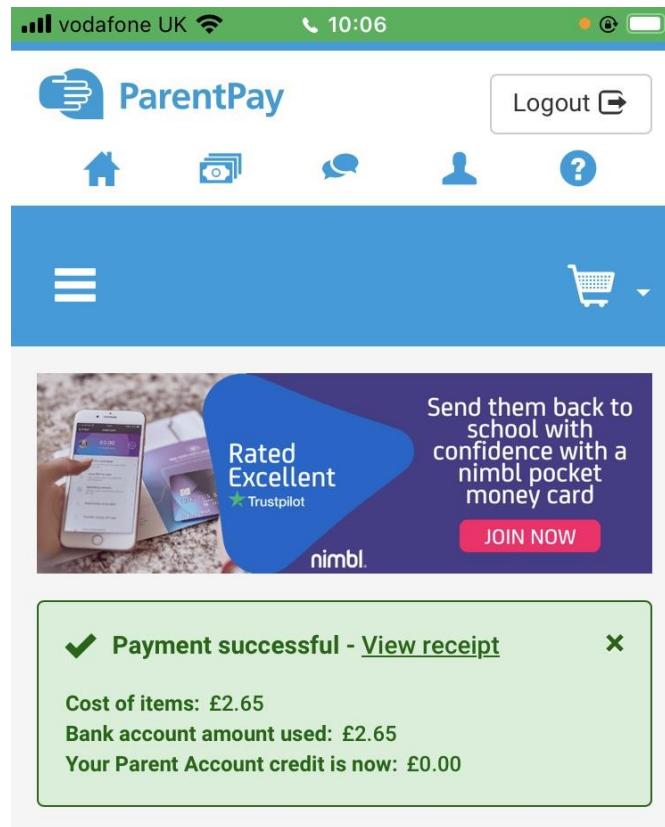 vodafone UK 10:06
ParentPay
Logout
Rated
Excellent
Trustpilot
nimbl.
Send them back to
school with
confidence with a
nimbl pocket
money card
JOIN NOW
Payment successful - View receipt
Cost of items: £2.65
Bank account amount used: £2.65
Your Parent Account credit is now: £0.00